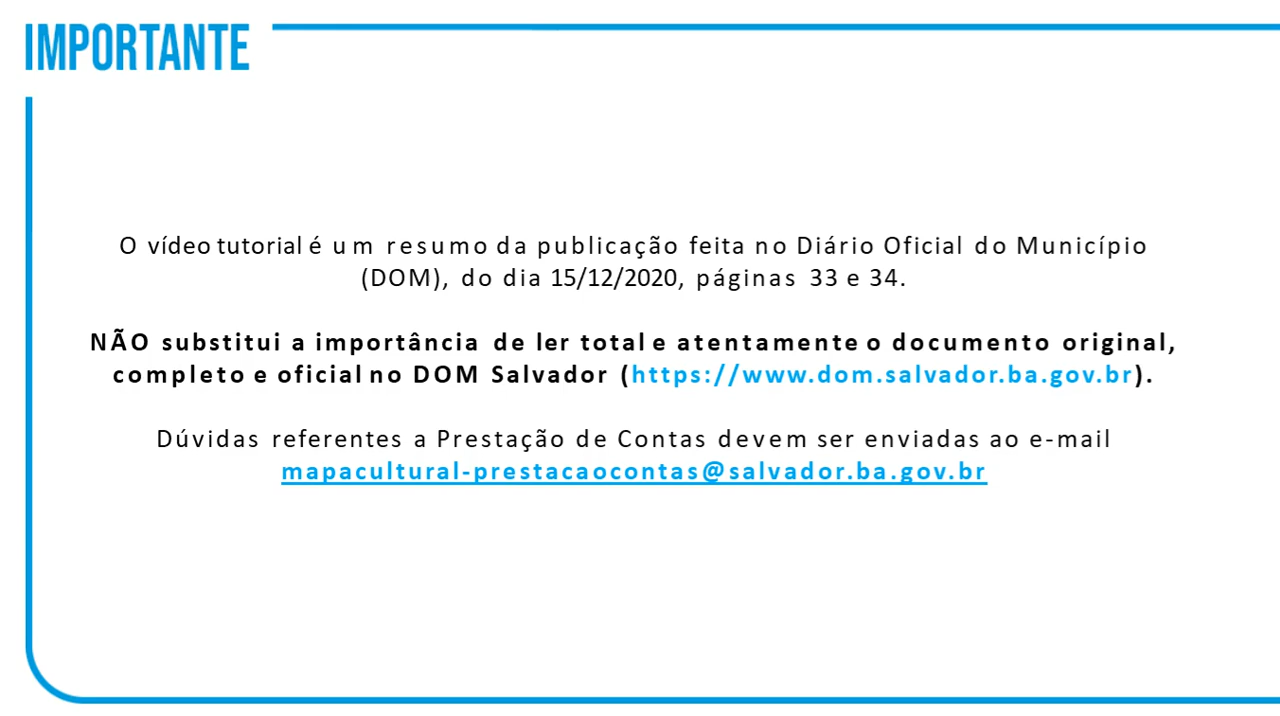 IMPORTANTE
O vídeo tutorial é um resumo da publicação feita no Diário Oficial do Município
(DOM), do dia 15/12/2020, páginas 33 e 34.
NÃO substitui a importância de ler total e atentamente o documento original,
completo e oficial no DOM Salvador (https://www.dom.salvador.ba.gov.br).
Dúvidas referentes a Prestação de Contas devem ser enviadas ao e-mail
mapacultural-prestacaocontas@salvador.ba.gov.br